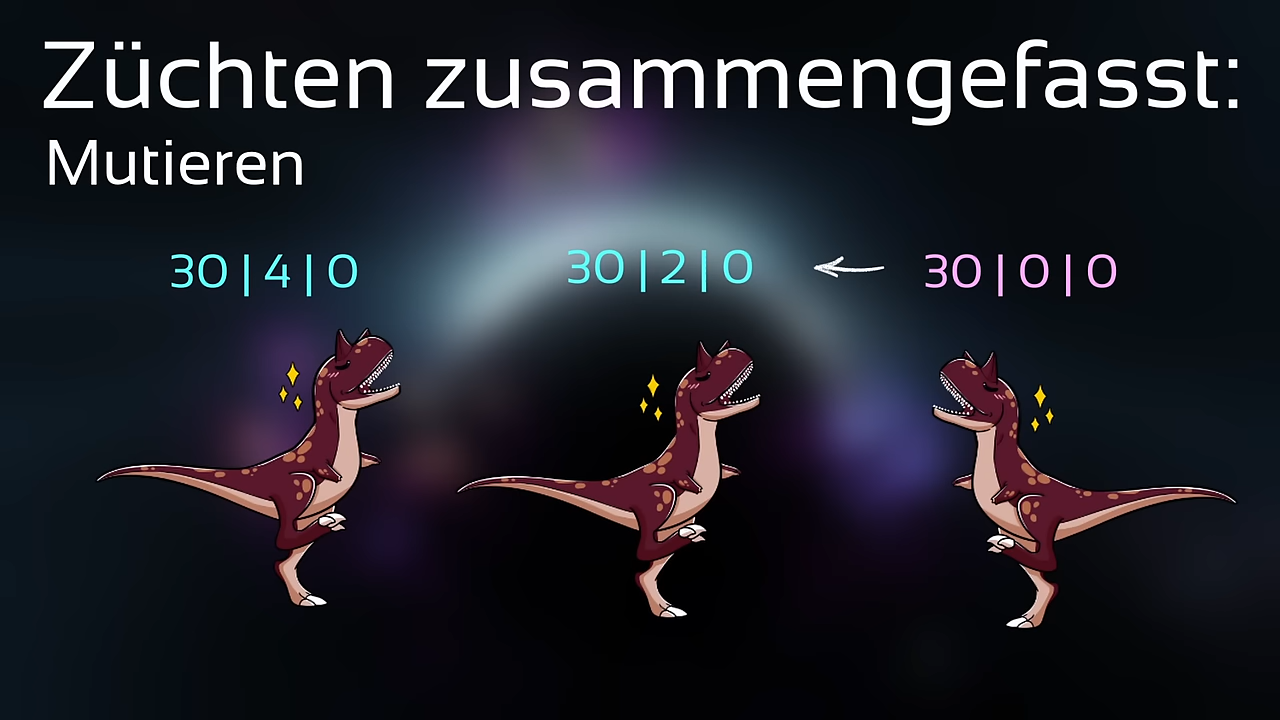 Züchten zusammengefasst:
Mutieren
30 | 4 | 0
30 | 2 | 0
30 | 0 | 0